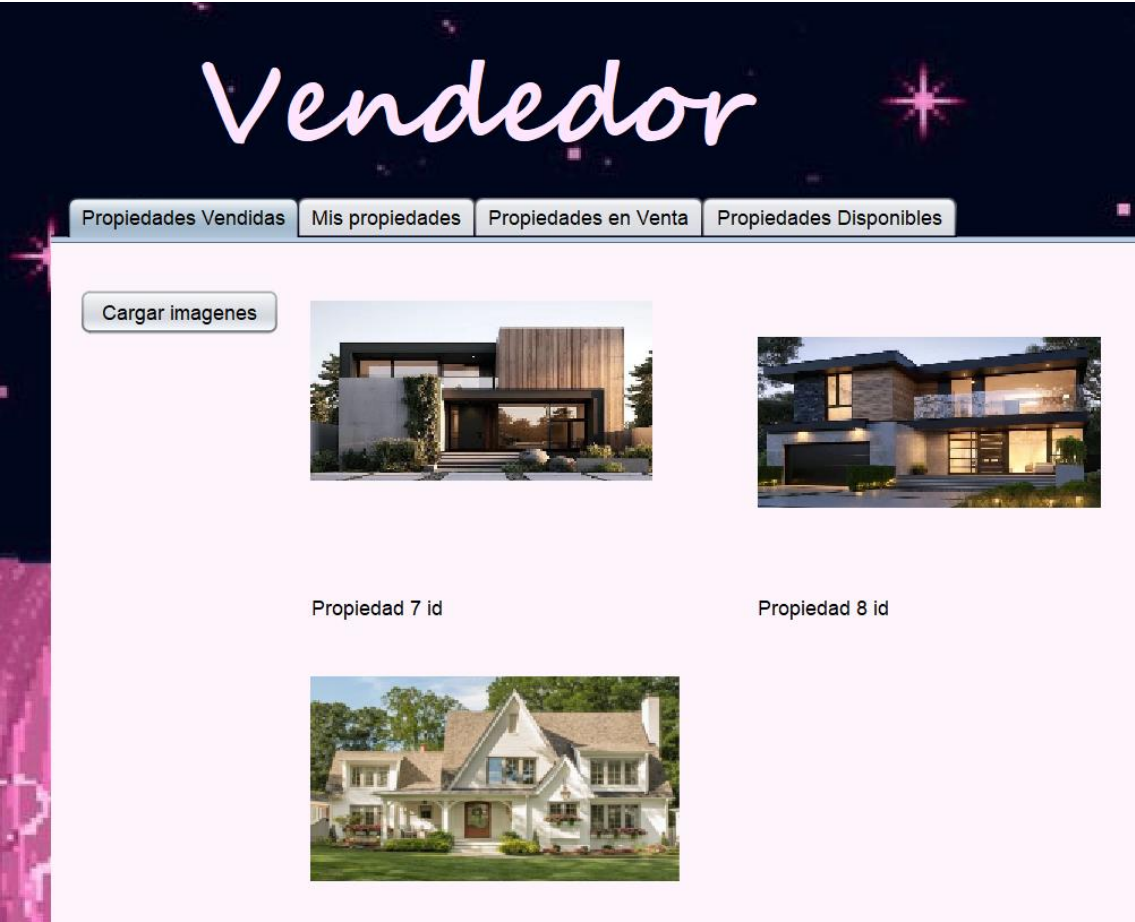 Vendedor
Propiedades Vendidas
Mis propiedades
Propiedades en Venta
Propiedades Disponibles
Cargar imagenes
Propiedad 7 id
Propiedad 8 id